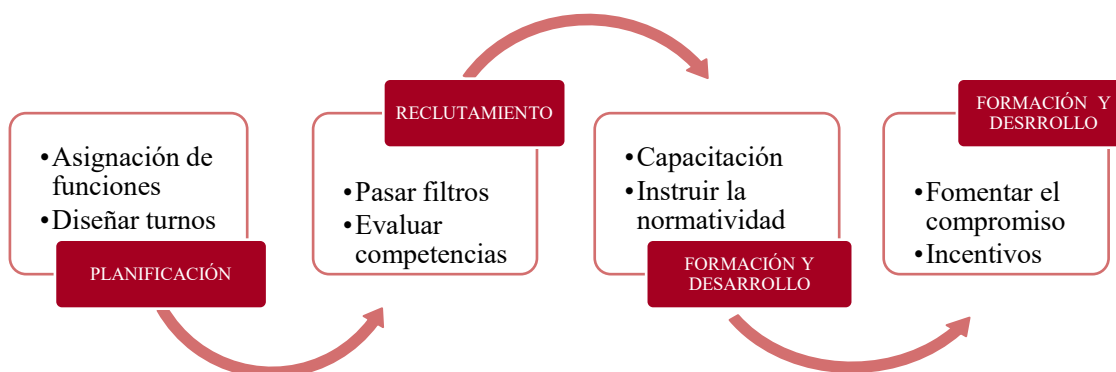 •Asignación de
funciones
•Diseñar turnos
PLANIFICACIÓN
RECLUTAMIENTO
•Pasar filtros
•Evaluar
competencias
•Capacitación
•Instruir la
normatividad
FORMACIÓN Y
DESARROLLO
FORMACIÓN Y
DESRROLLO
•Fomentar el
compromiso
•Incentivos